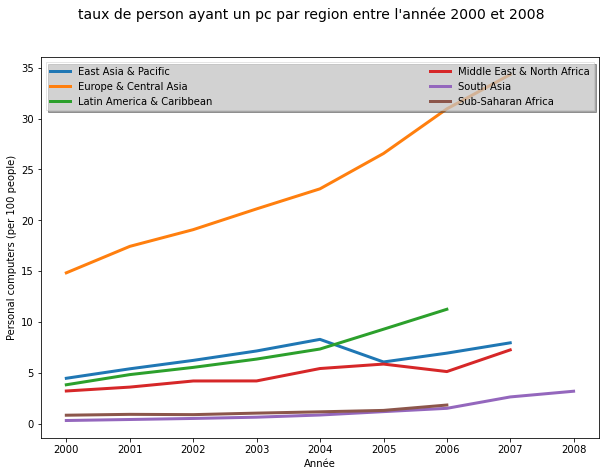 taux de person ayant un pc par region entre l'année 2000 et 2008
East Asia & Pacific
Europe & Central Asia
Latin America & Caribbean
Middle East & North Africa
South Asia
Sub-Saharan Africa
Personal computers (per 100 people)
35
30
25
20
15
10
5
0
2000 2001 2002 2003 2004 2005 2006 2007 2008
Année